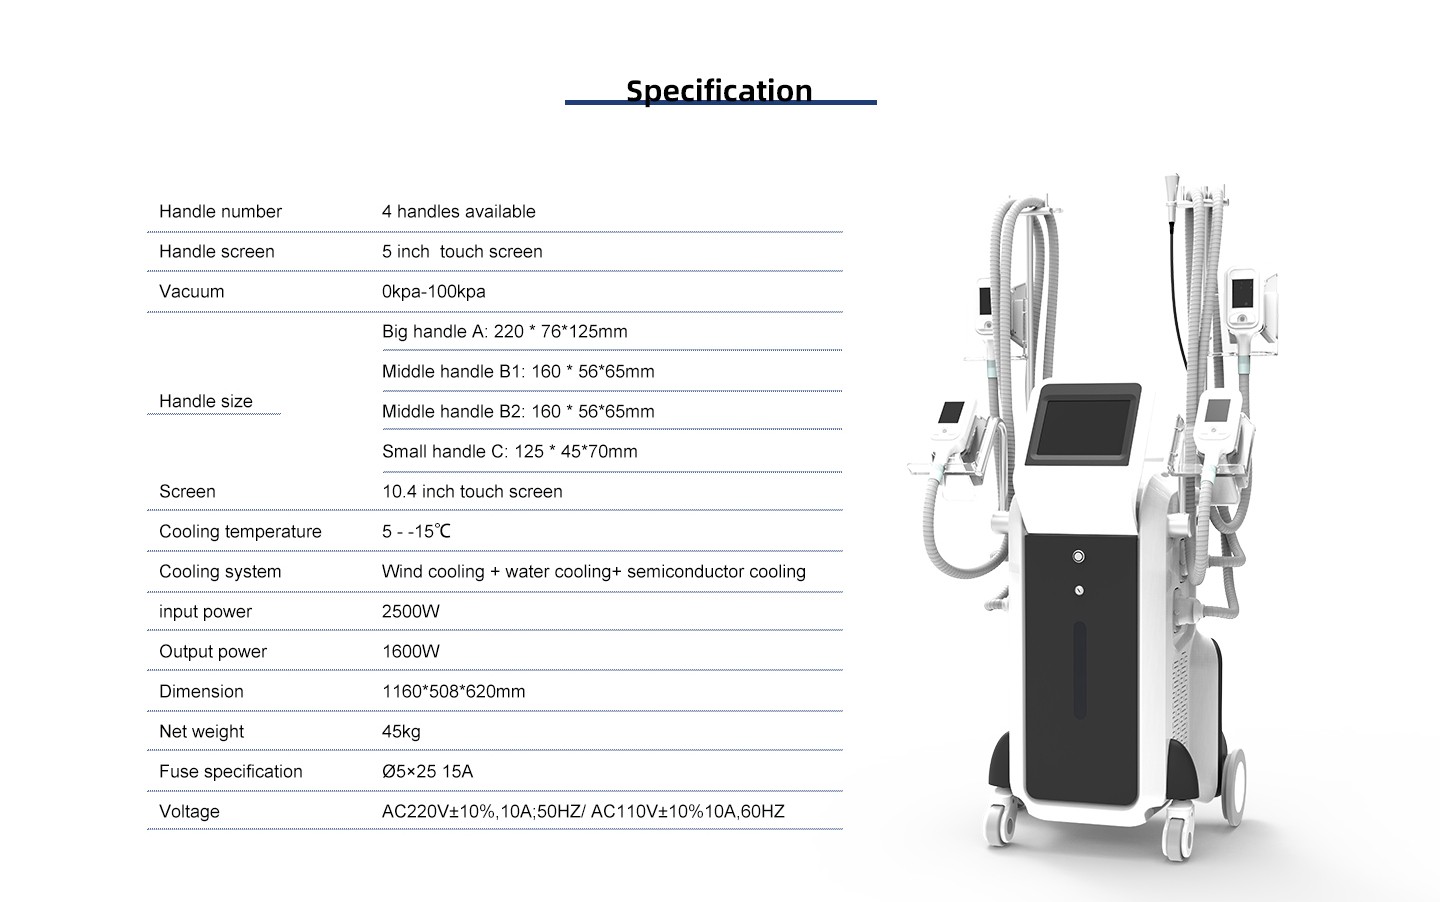 Specification
Handle number 4 handles available
Handle screen 5 inch  touch screen
Vacuum 0kpa-100kpa
Big handle A: 220 * 76*125mm
Middle handle B1: 160 * 56*65mm
Handle size
Middle handle B2: 160 * 56*65mm
Small handle C: 125 * 45*70mm
Screen 10.4 inch touch screen
Cooling temperature 5 - -15℃
Cooling system Wind cooling + water cooling+ semiconductor cooling
input power 2500W
Output power 1600W
Dimension 1160*508*620mm
Net weight 45kg
Fuse specification Ø5×25 15A
Voltage AC220V±10%,10A;50HZ/ AC110V±10%10A,60HZ